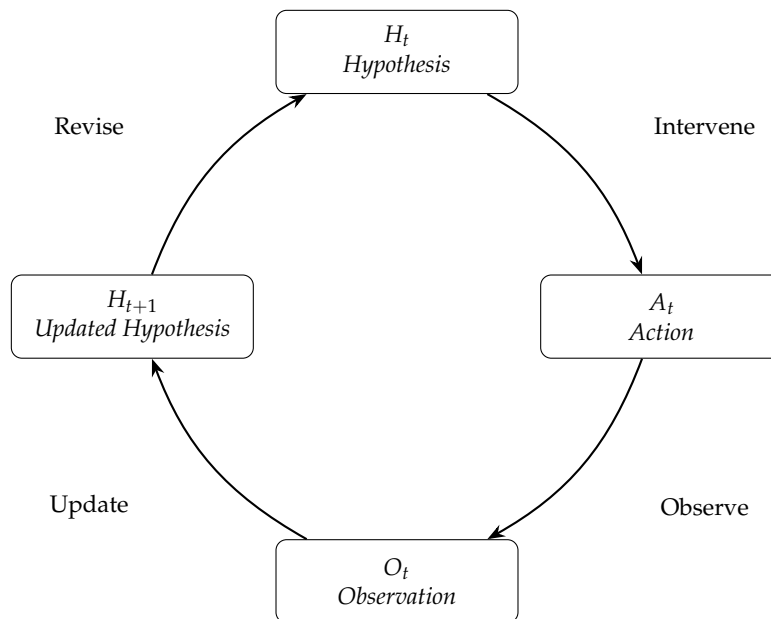 H_t
Hypothesis
Revise
Intervene
H_{t+1}
Updated Hypothesis
A_t
Action
Update
Observe
O_t
Observation